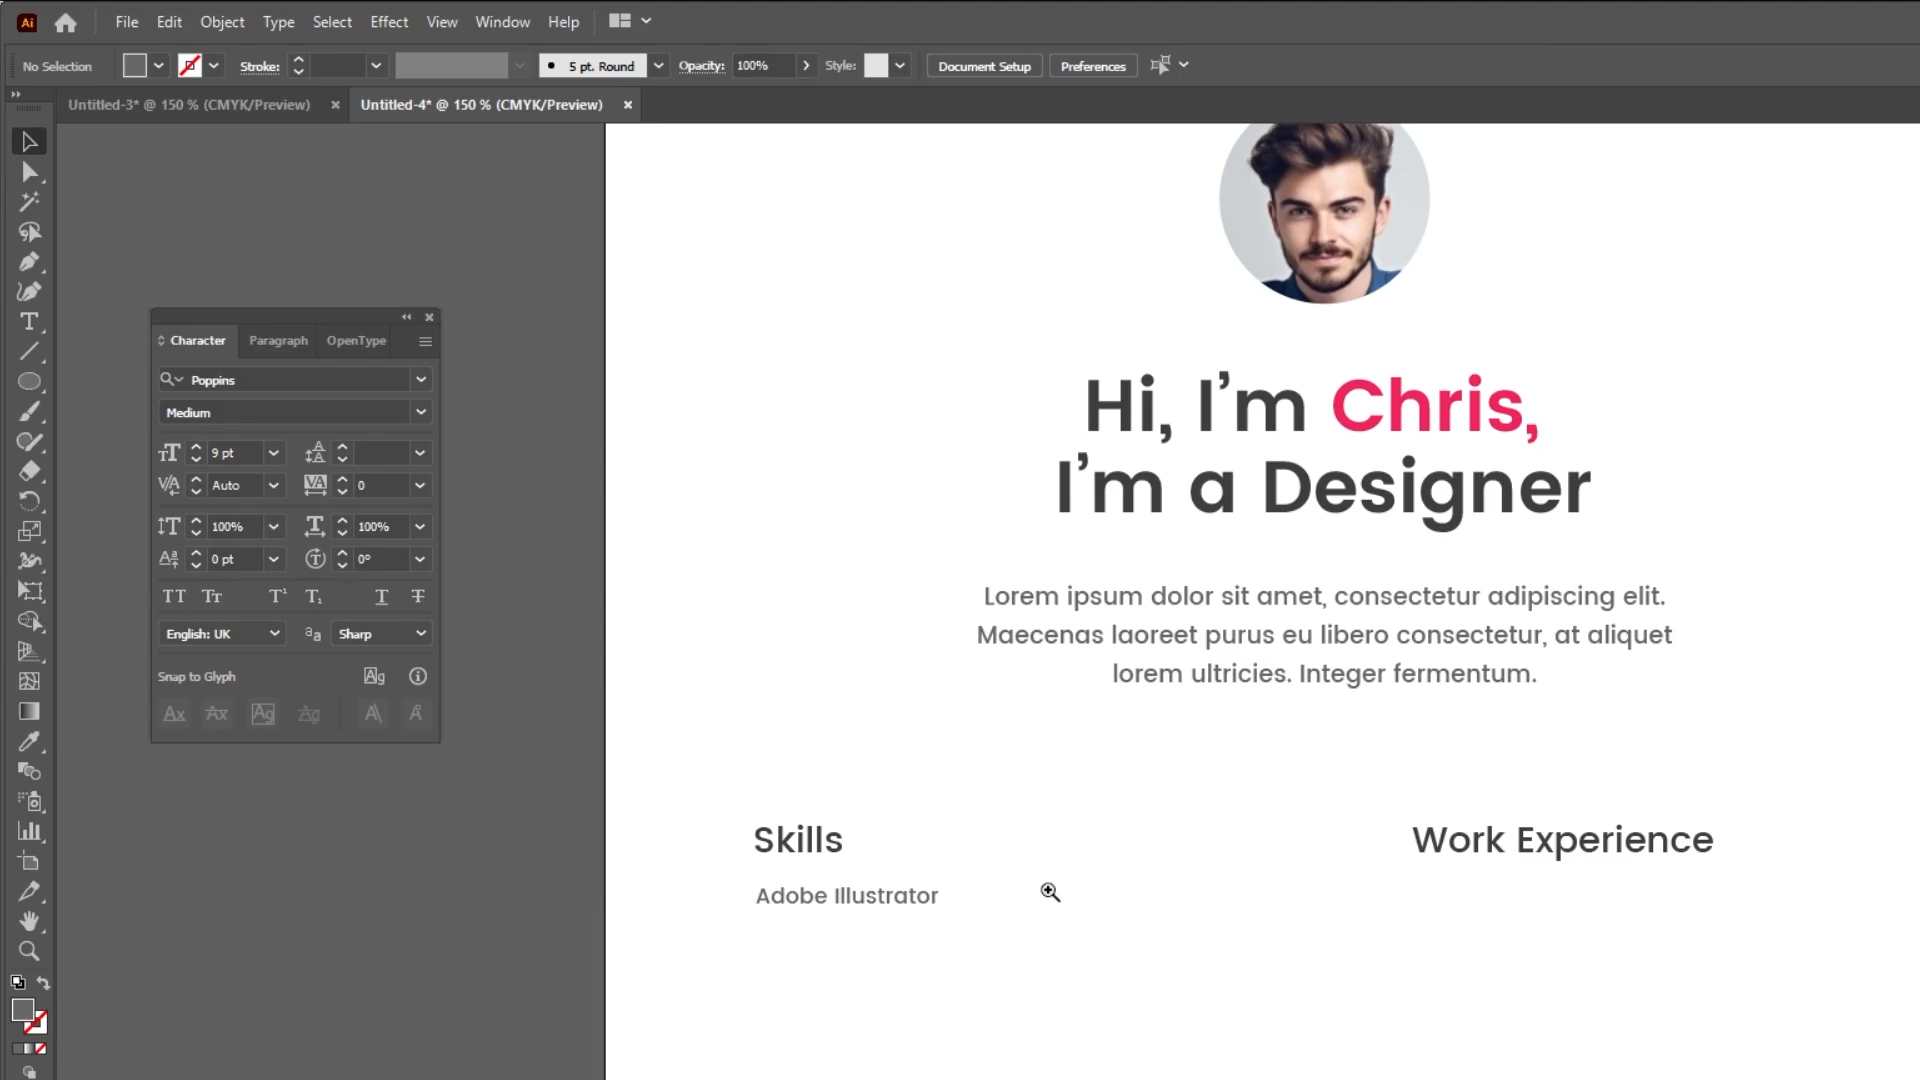 Ai File Edit Object Type Select Effect View Window Help
No Selection Stroke: 5 pt. Round Opacity: 100% Style: Document Setup Preferences
Untitled-3* @ 150 % (CMYK/Preview) Untitled-4* @ 150 % (CMYK/Preview)
Character Paragraph OpenType
Poppins
Medium
9 pt
Auto 0
100% 100%
0 pt 0°
English: UK Sharp
Snap to Glyph
Hi, I’m Chris,
I’m a Designer
Lorem ipsum dolor sit amet, consectetur adipiscing elit.
Maecenas laoreet purus eu libero consectetur, at aliquet
lorem ultricies. Integer fermentum.
Skills Work Experience
Adobe Illustrator